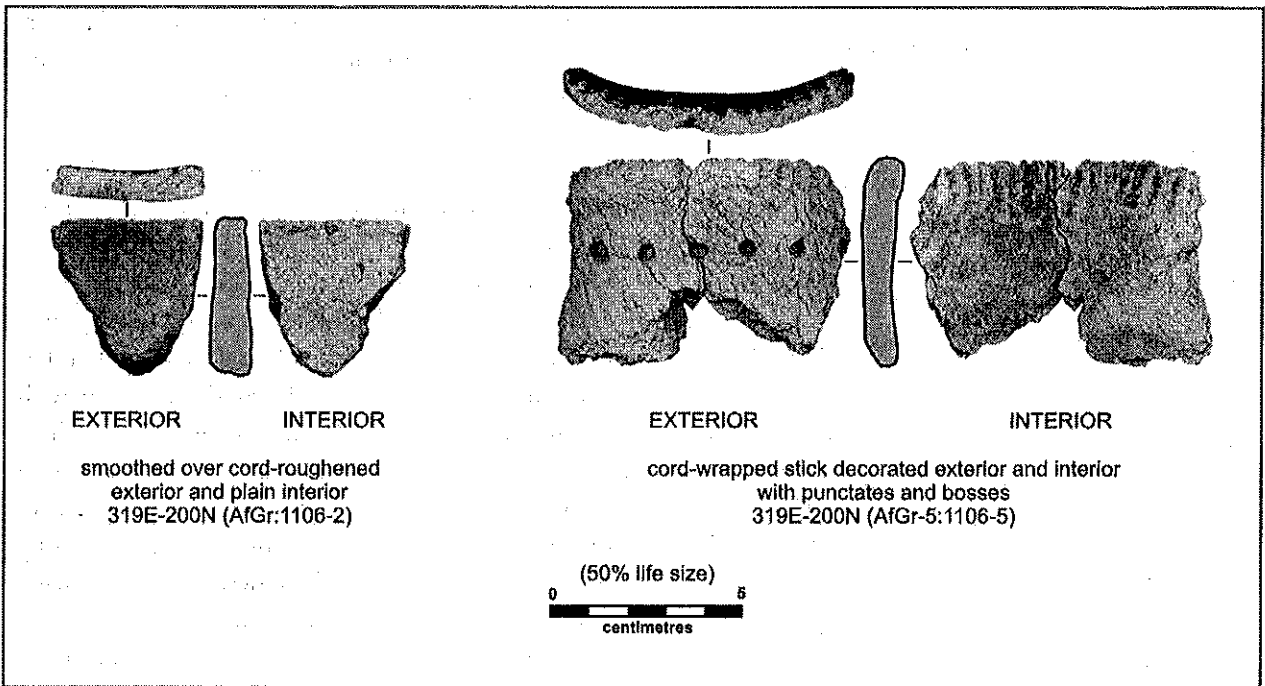 EXTERIOR
INTERIOR
smoothed over cord-roughened
exterior and plain interior
319E-200N (AfGr:1106-2)
EXTERIOR
INTERIOR
cord-wrapped stick decorated exterior and interior
with punctates and bosses
319E-200N (AfGr-5:1106-5)
(50% life size)
0 5
centimetres